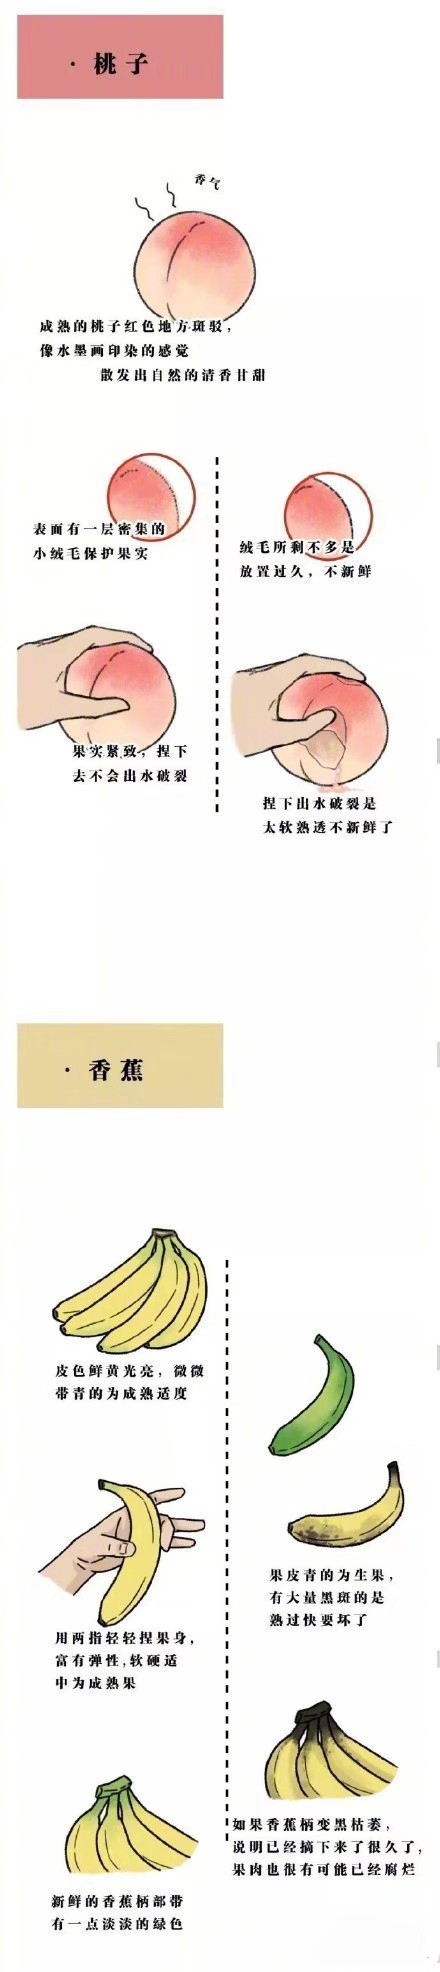 · 桃子
香气
成熟的桃子红色地方斑驳，
像水墨画印染的感觉
散发出自然的清香甘甜
表面有一层密集的
小绒毛保护果实
绒毛所剩不多是
放置过久，不新鲜
果实紧致，捏下
去不会出水破裂
捏下出水破裂是
太软熟透不新鲜了
· 香蕉
皮色鲜黄光亮，微微
带青的为成熟适度
果皮青的为生果，
有大量黑斑的是
熟过快要坏了
用两指轻轻捏果身，
富有弹性，软硬适
中为成熟果
如果香蕉柄变黑枯萎，
说明已经摘下来了很久了，
果肉也很有可能已经腐烂
新鲜的香蕉柄部带
有一点淡淡的绿色